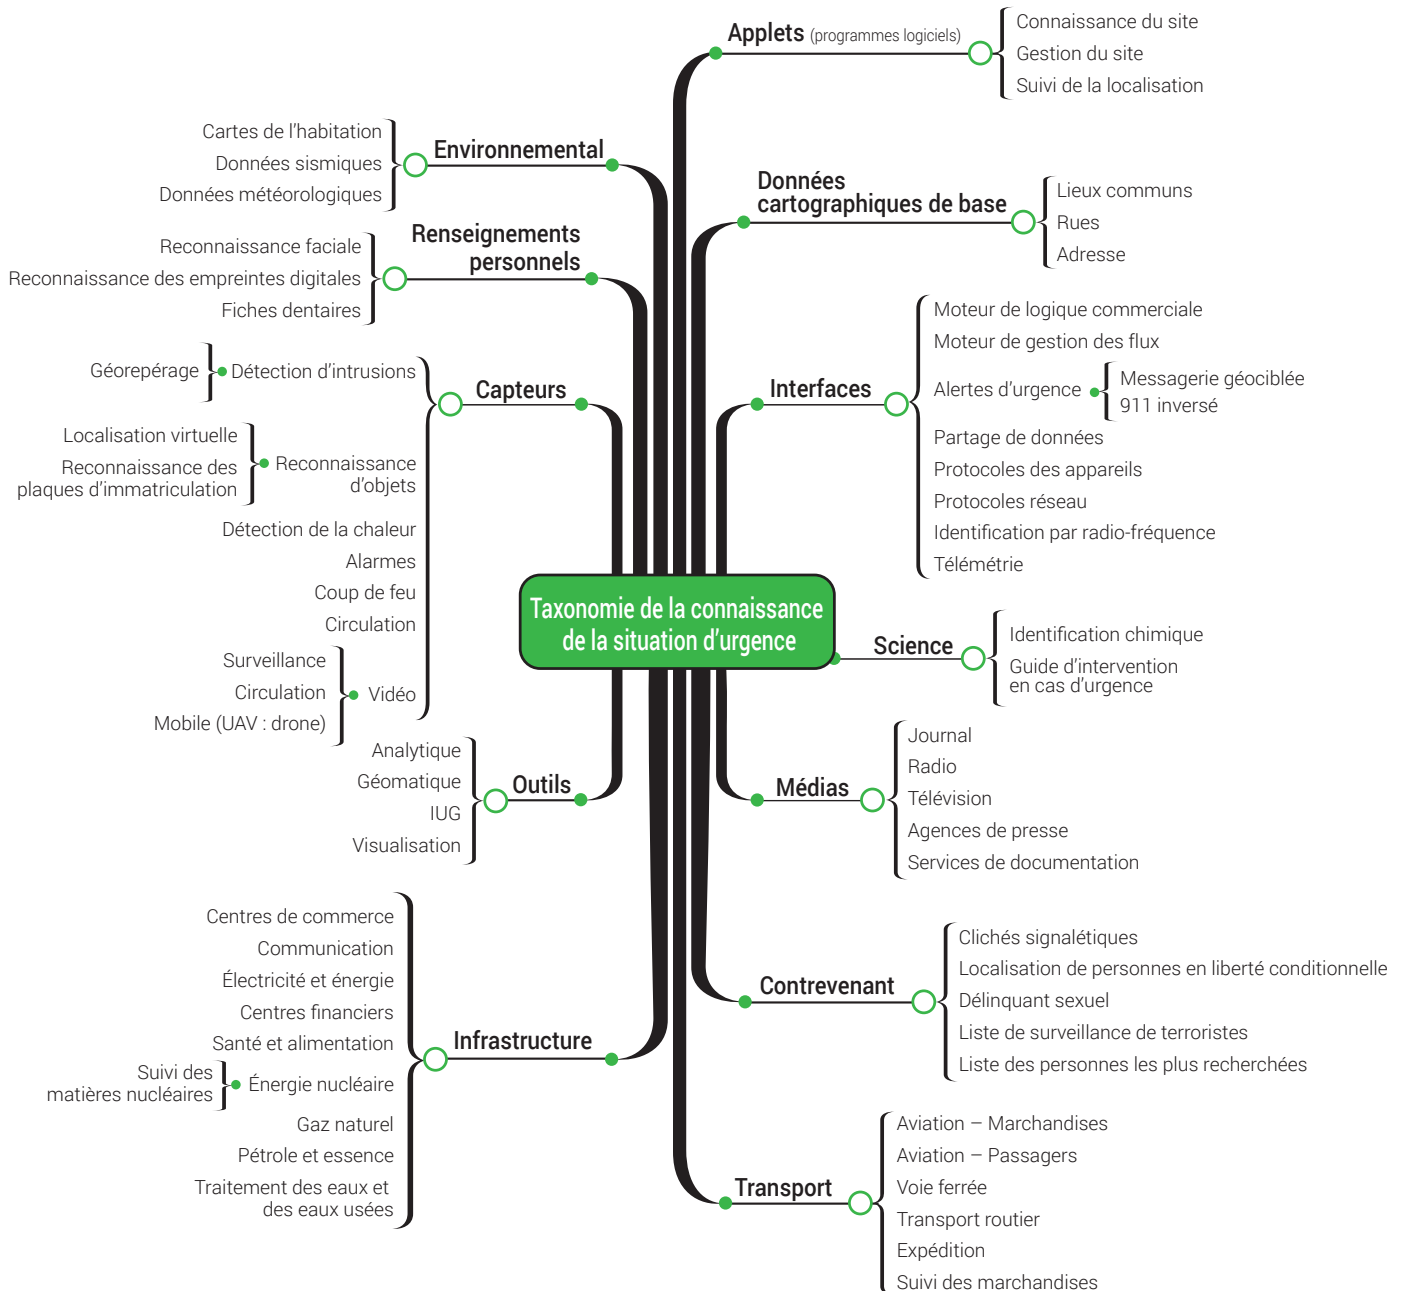 Taxonomie de la connaissance
de la situation d'urgence
Applets (programmes logiciels)
Connaissance du site
Gestion du site
Suivi de la localisation
Données
cartographiques de base
Lieux communs
Rues
Adresse
Interfaces
Moteur de logique commerciale
Moteur de gestion des flux
Alertes d'urgence
Messagerie géociblée
911 inversé
Partage de données
Protocoles des appareils
Protocoles réseau
Identification par radio-fréquence
Télémétrie
Science
Identification chimique
Guide d'intervention
en cas d'urgence
Médias
Journal
Radio
Télévision
Agences de presse
Services de documentation
Contrevenant
Clichés signalétiques
Localisation de personnes en liberté conditionnelle
Délinquant sexuel
Liste de surveillance de terroristes
Liste des personnes les plus recherchées
Transport
Aviation – Marchandises
Aviation – Passagers
Voie ferrée
Transport routier
Expédition
Suivi des marchandises
Environnemental
Cartes de l'habitation
Données sismiques
Données météorologiques
Renseignements
personnels
Reconnaissance faciale
Reconnaissance des empreintes digitales
Fiches dentaires
Capteurs
Détection d'intrusions
Géorepérage
Reconnaissance
d'objets
Localisation virtuelle
Reconnaissance des
plaques d'immatriculation
Détection de la chaleur
Alarmes
Coup de feu
Circulation
Vidéo
Surveillance
Circulation
Mobile (UAV : drone)
Outils
Analytique
Géomatique
IUG
Visualisation
Infrastructure
Centres de commerce
Communication
Électricité et énergie
Centres financiers
Santé et alimentation
Énergie nucléaire
Suivi des
matières nucléaires
Gaz naturel
Pétrole et essence
Traitement des eaux et
des eaux usées